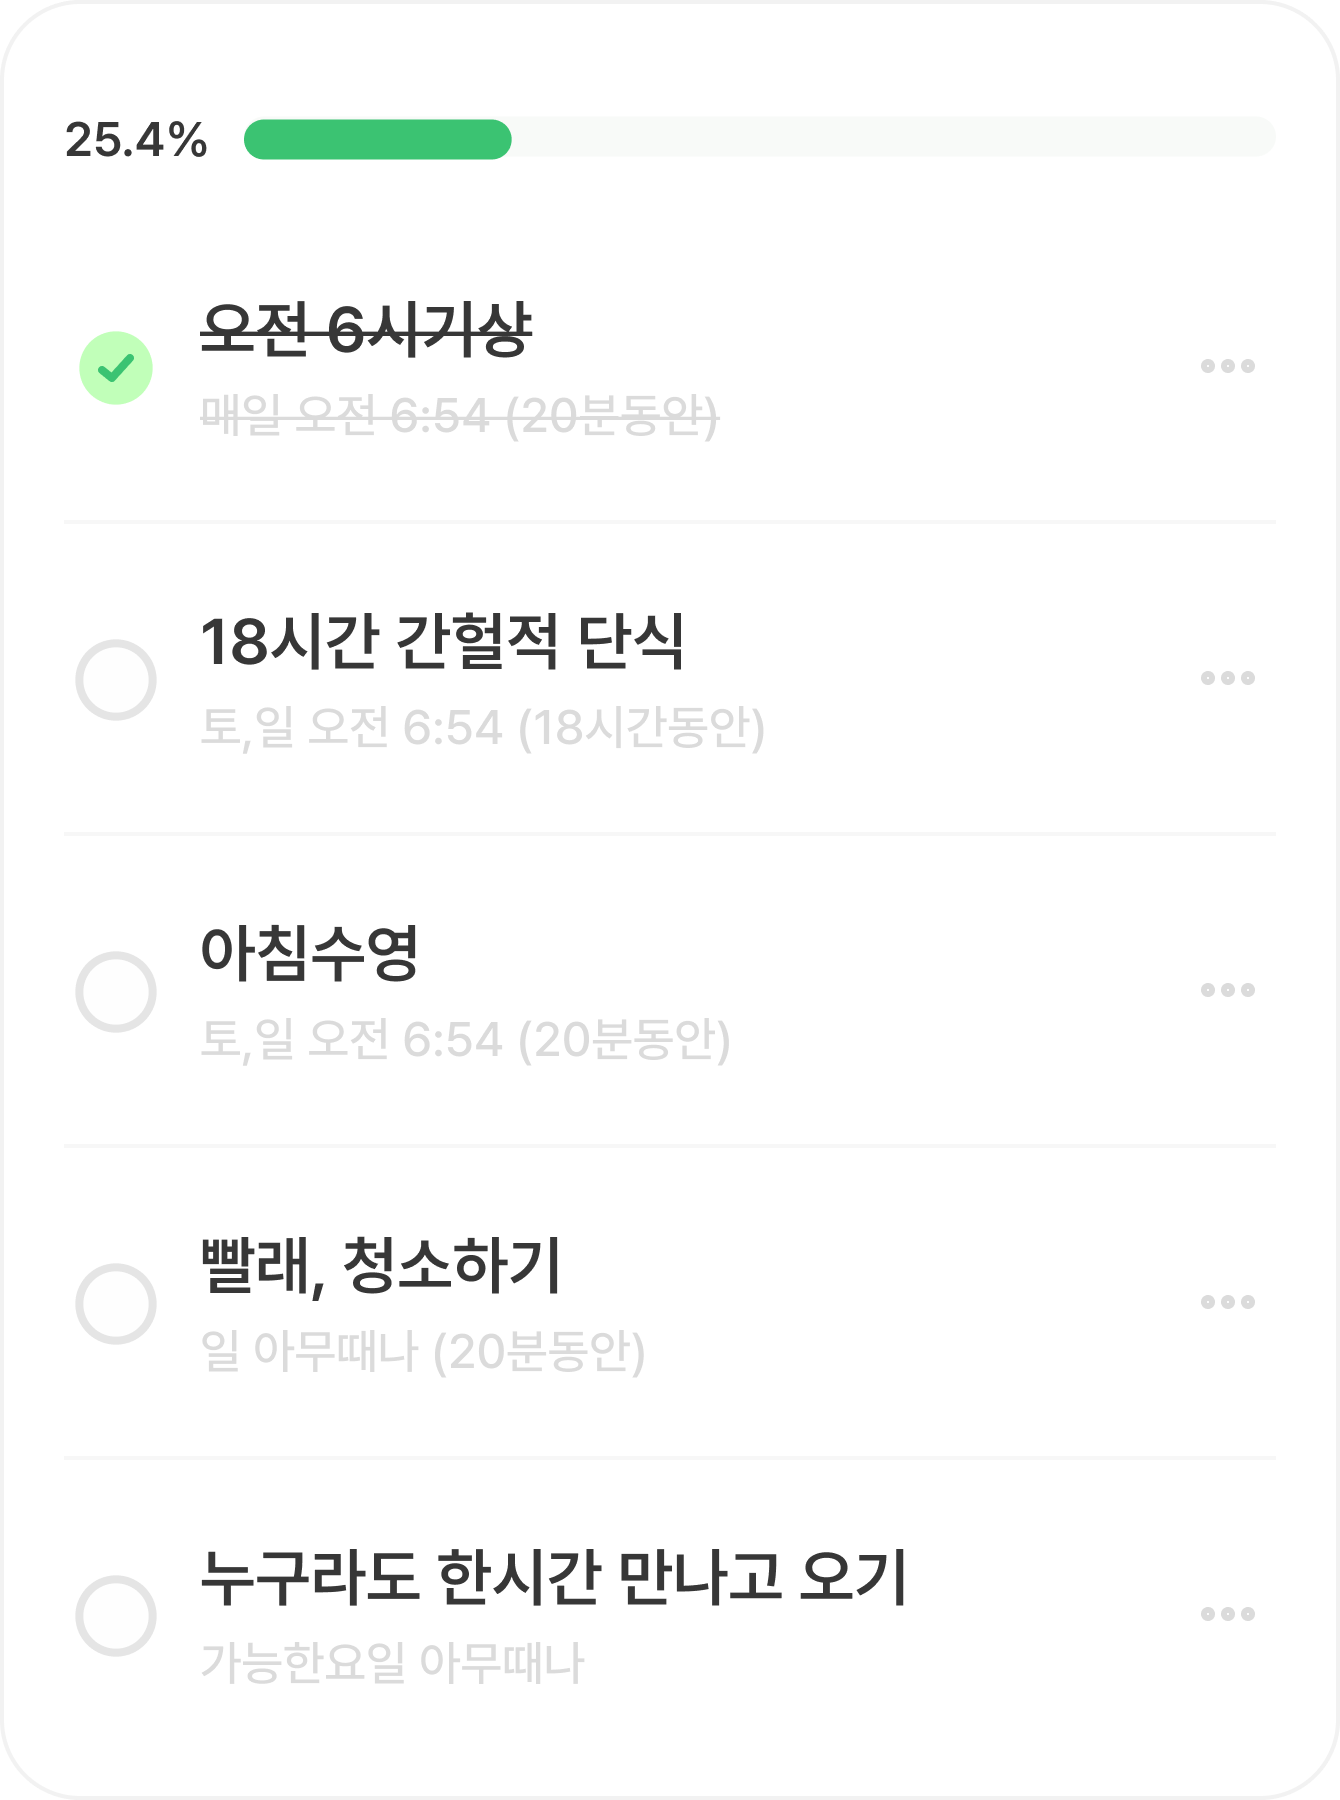 25.4%
오전 6시기상
매일 오전 6:54 (20분동안)
18시간 간헐적 단식
토,일 오전 6:54 (18시간동안)
아침수영
토,일 오전 6:54 (20분동안)
빨래, 청소하기
일 아무때나 (20분동안)
누구라도 한시간 만나고 오기
가능한요일 아무때나